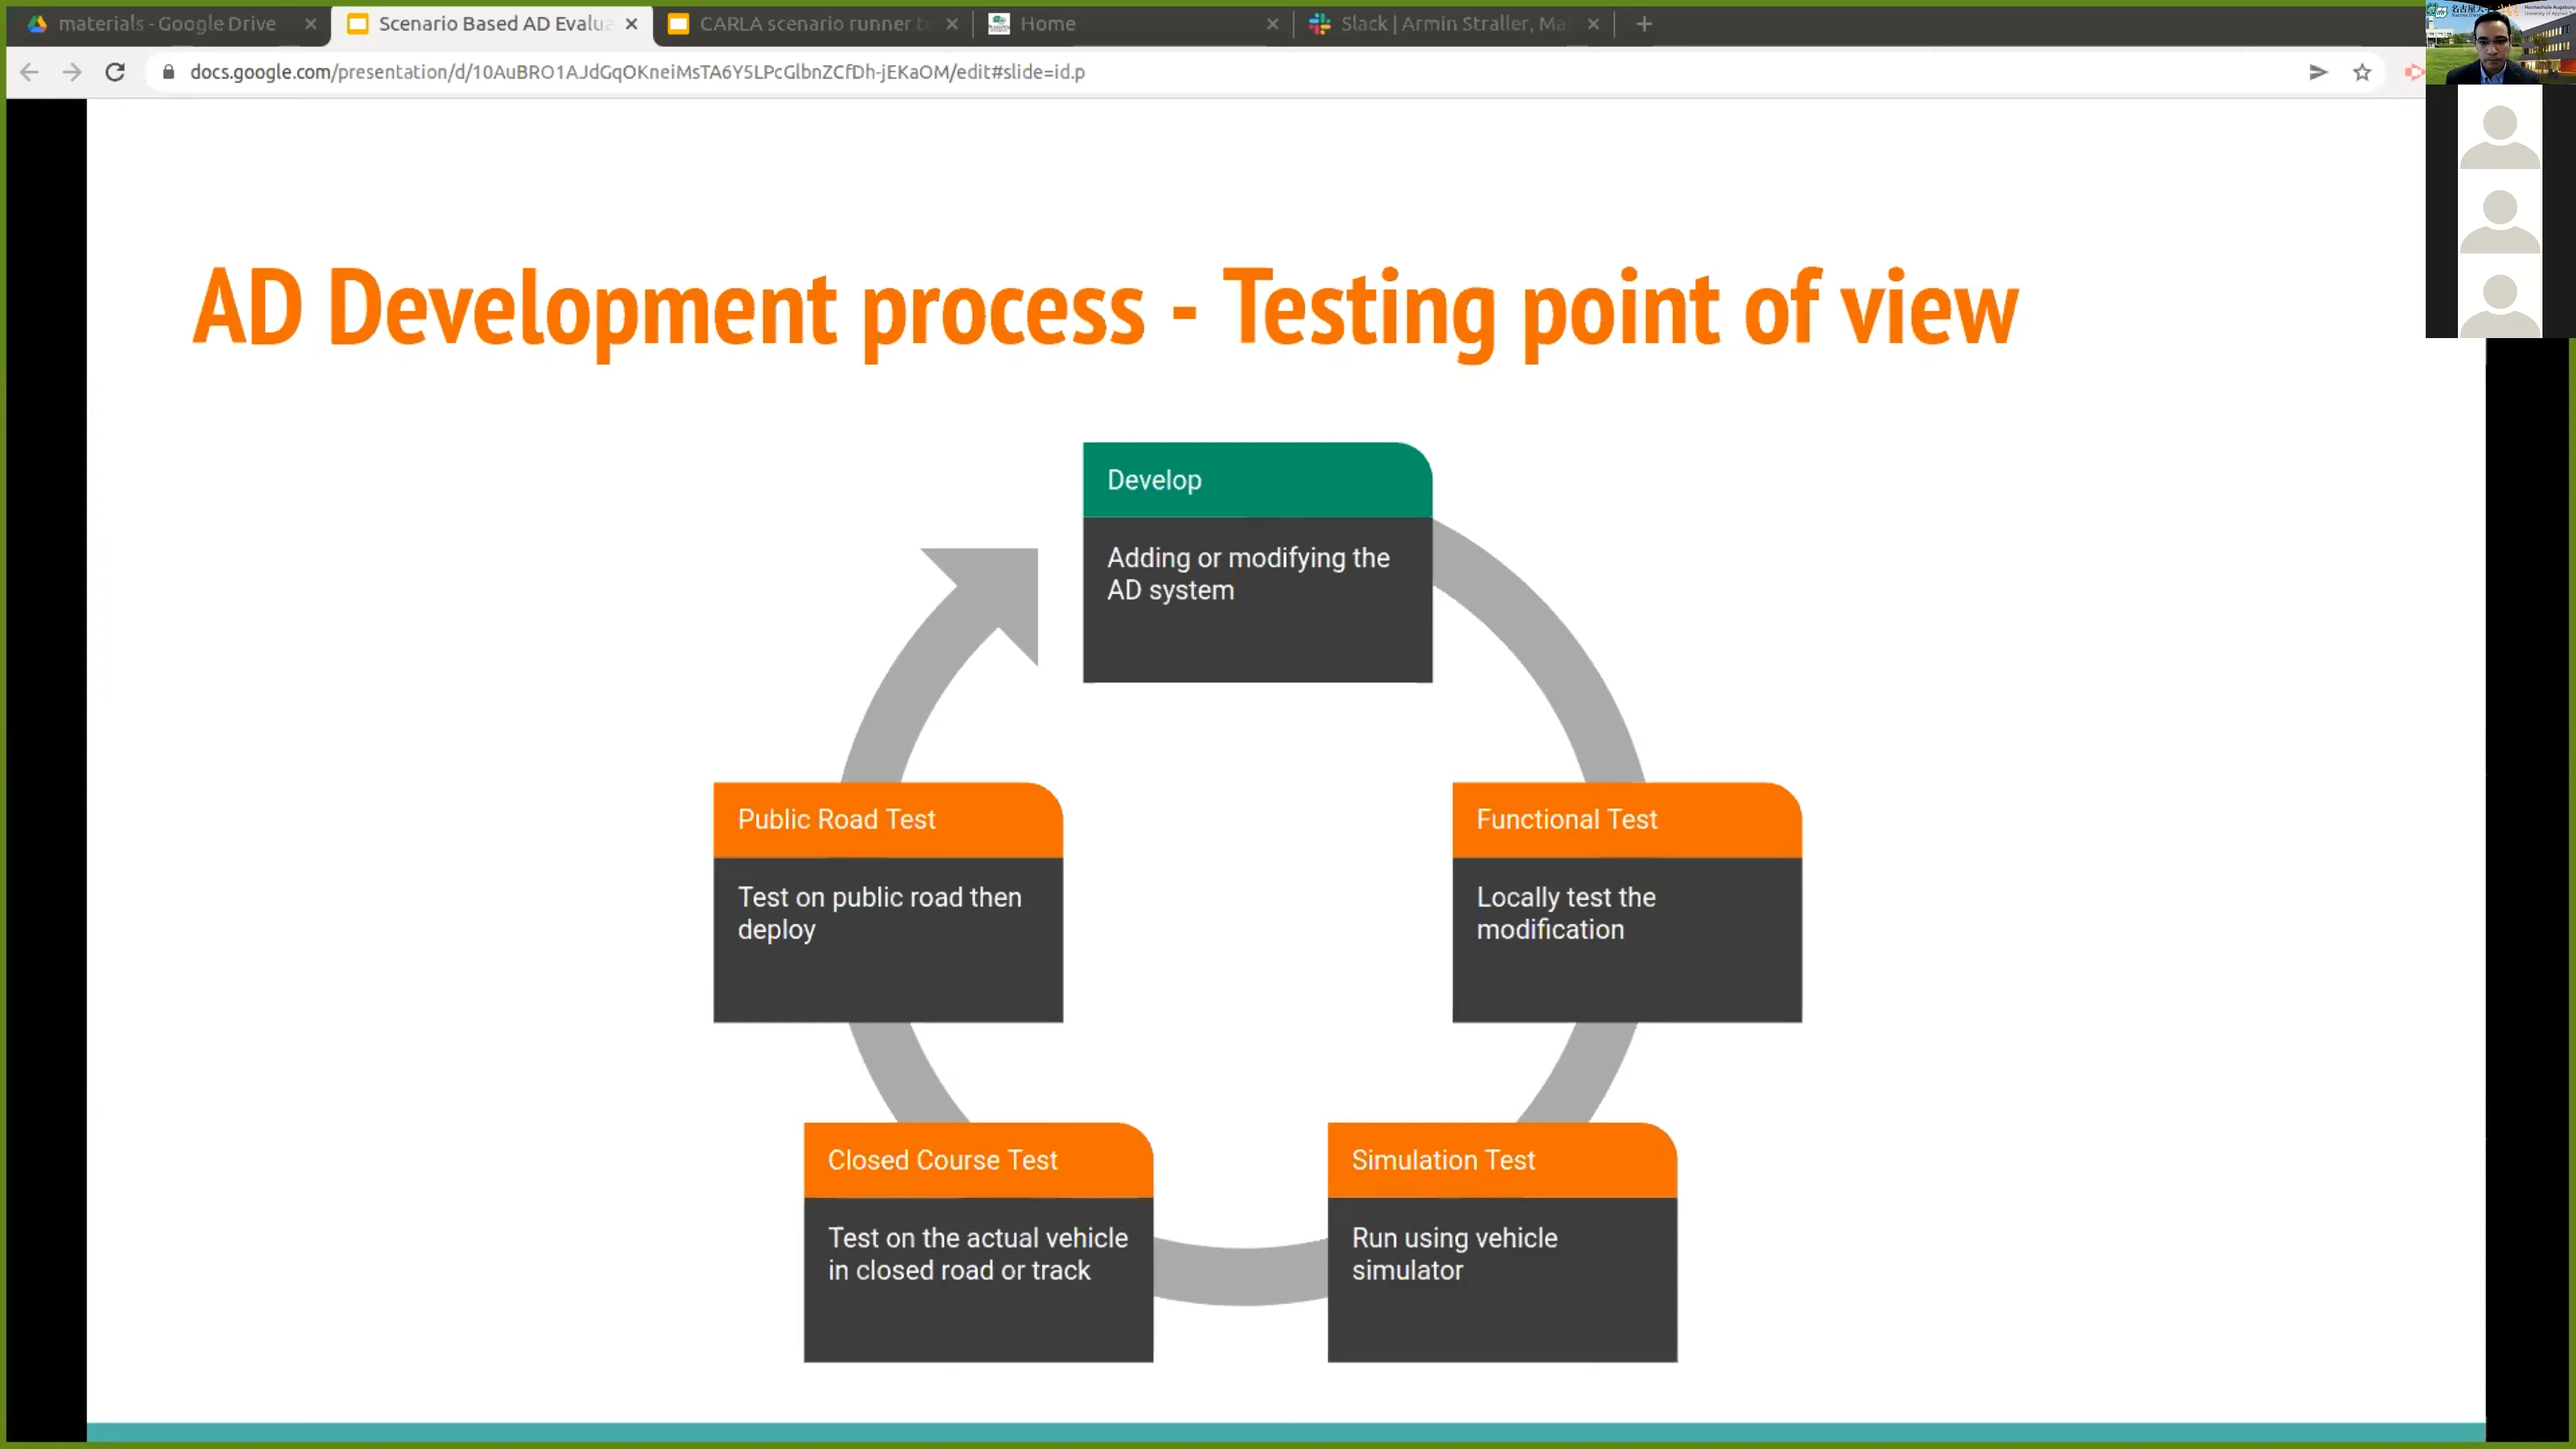 materials - Google Drive
Scenario Based AD Evalua
CARLA scenario runner tu
Home
Slack | Armin Straller, Ma
docs.google.com/presentation/d/10AuBRO1AJdGqOKneiMsTA6Y5LPcGlbnZCfDh-jEKaOM/edit#slide=id.p
AD Development process - Testing point of view
Develop
Adding or modifying the
AD system
Public Road Test
Test on public road then
deploy
Functional Test
Locally test the
modification
Closed Course Test
Test on the actual vehicle
in closed road or track
Simulation Test
Run using vehicle
simulator